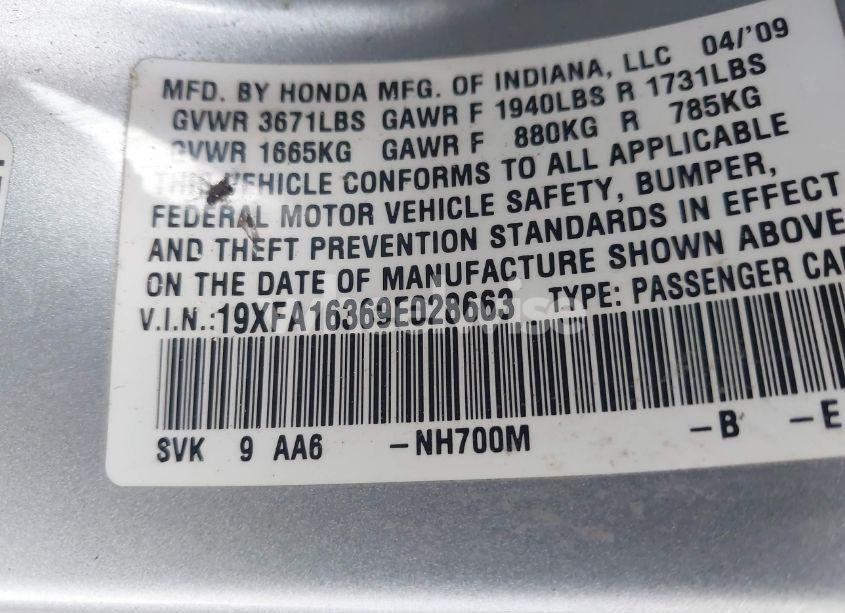 MFD. BY HONDA MFG. OF INDIANA, LLC 04/'09
GVWR 3671LBS GAWR F 1940LBS R 1731LBS
GVWR 1665KG GAWR F 880KG R 785KG
THIS VEHICLE CONFORMS TO ALL APPLICABLE
FEDERAL MOTOR VEHICLE SAFETY, BUMPER,
AND THEFT PREVENTION STANDARDS IN EFFECT
ON THE DATE OF MANUFACTURE SHOWN ABOVE
V.I.N.:19XFA16369E028663 TYPE: PASSENGER CAR
SVK 9 AA6 -NH700M -B -E